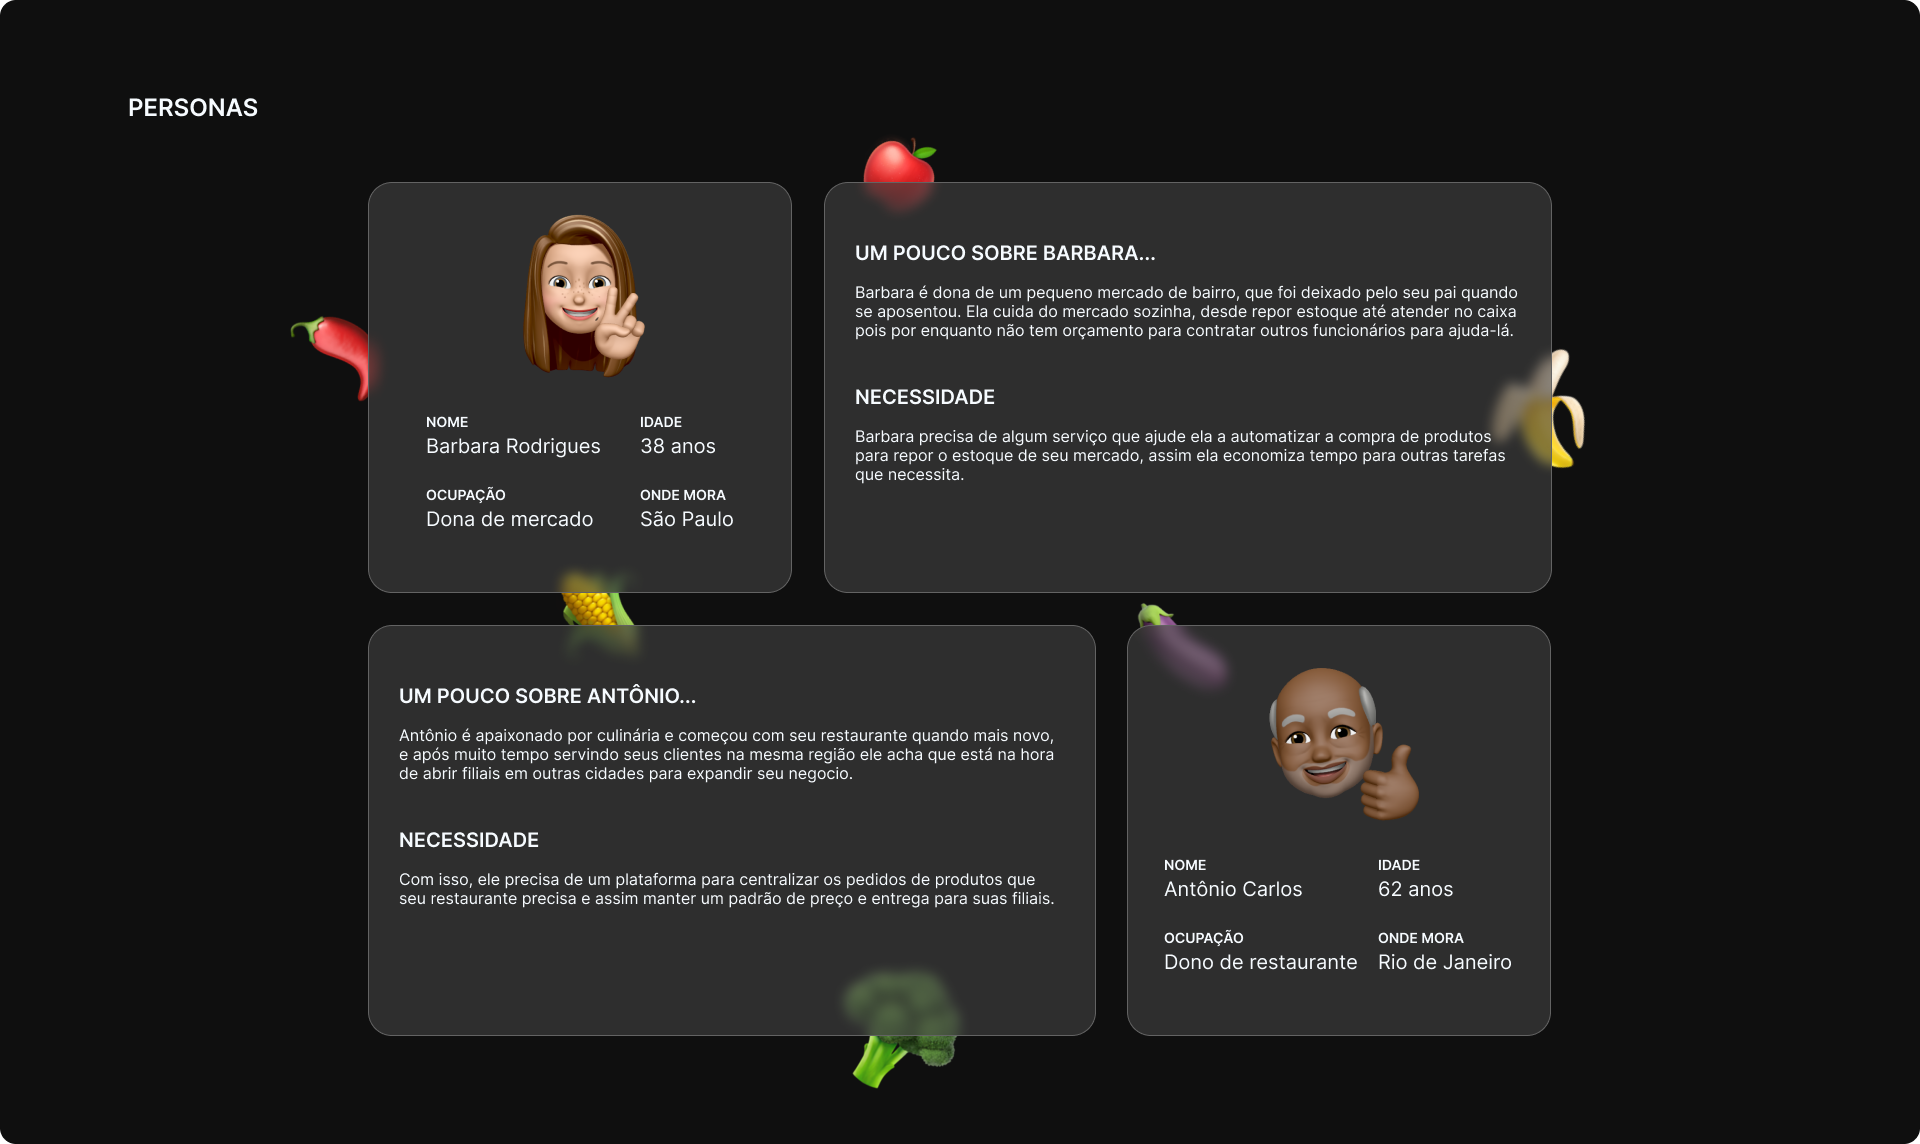 PERSONAS
NOME
Barbara Rodrigues
IDADE
38 anos
OCUPAÇÃO
Dona de mercado
ONDE MORA
São Paulo
UM POUCO SOBRE BARBARA...
Barbara é dona de um pequeno mercado de bairro, que foi deixado pelo seu pai quando
se aposentou. Ela cuida do mercado sozinha, desde repor estoque até atender no caixa
pois por enquanto não tem orçamento para contratar outros funcionários para ajuda-lá.
NECESSIDADE
Barbara precisa de algum serviço que ajude ela a automatizar a compra de produtos
para repor o estoque de seu mercado, assim ela economiza tempo para outras tarefas
que necessita.
UM POUCO SOBRE ANTÔNIO...
Antônio é apaixonado por culinária e começou com seu restaurante quando mais novo,
e após muito tempo servindo seus clientes na mesma região ele acha que está na hora
de abrir filiais em outras cidades para expandir seu negocio.
NECESSIDADE
Com isso, ele precisa de um plataforma para centralizar os pedidos de produtos que
seu restaurante precisa e assim manter um padrão de preço e entrega para suas filiais.
NOME
Antônio Carlos
IDADE
62 anos
OCUPAÇÃO
Dono de restaurante
ONDE MORA
Rio de Janeiro